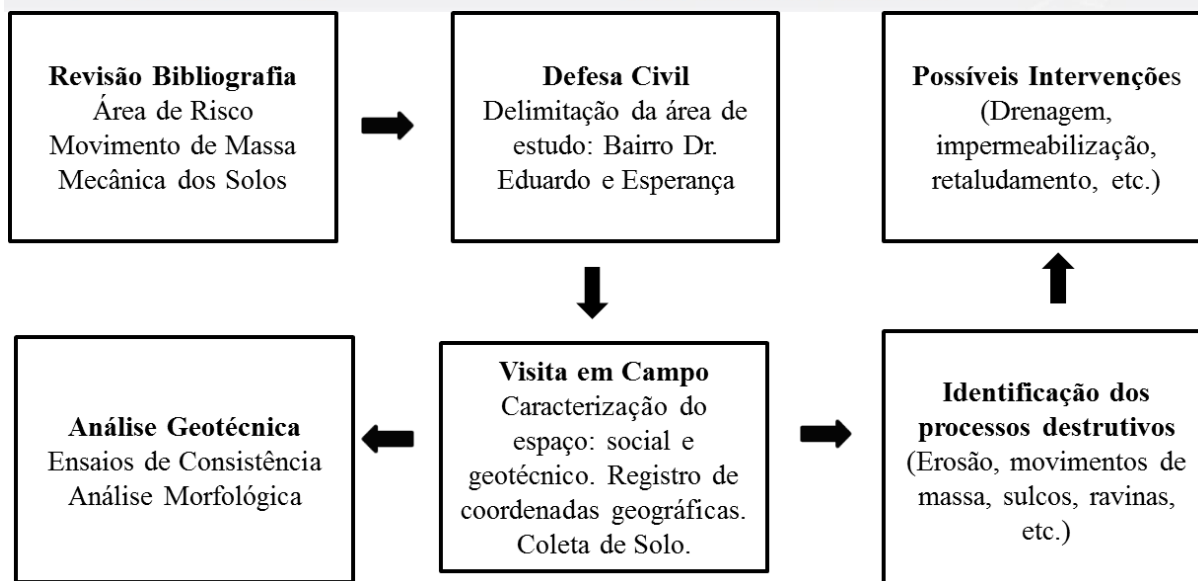 Revisão Bibliografia
Área de Risco
Movimento de Massa
Mecânica dos Solos
Defesa Civil
Delimitação da área de
estudo: Bairro Dr.
Eduardo e Esperança
Possíveis Intervenções
(Drenagem,
impermeabilização,
retaludamento, etc.)
Análise Geotécnica
Ensaios de Consistência
Análise Morfológica
Visita em Campo
Caracterização do
espaço: social e
geotécnico. Registro de
coordenadas geográficas.
Coleta de Solo.
Identificação dos
processos destrutivos
(Erosão, movimentos de
massa, sulcos, ravinas,
etc.)